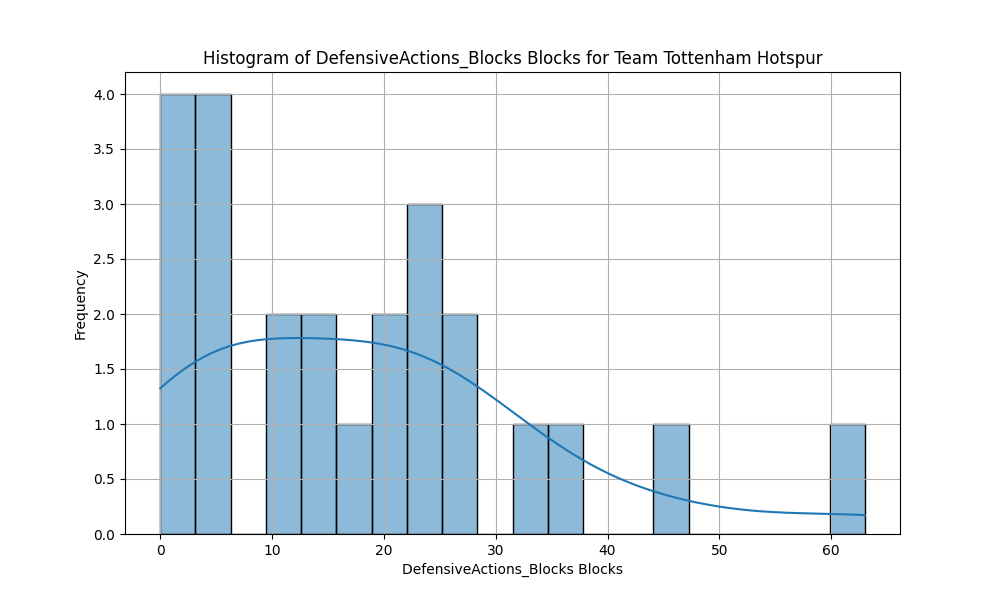 Histogram of DefensiveActions_Blocks Blocks for Team Tottenham Hotspur
4.0
3.5
3.0
2.5
2.0
1.5
1.0
0.5
0.0
Frequency
0 10 20 30 40 50 60
DefensiveActions_Blocks Blocks